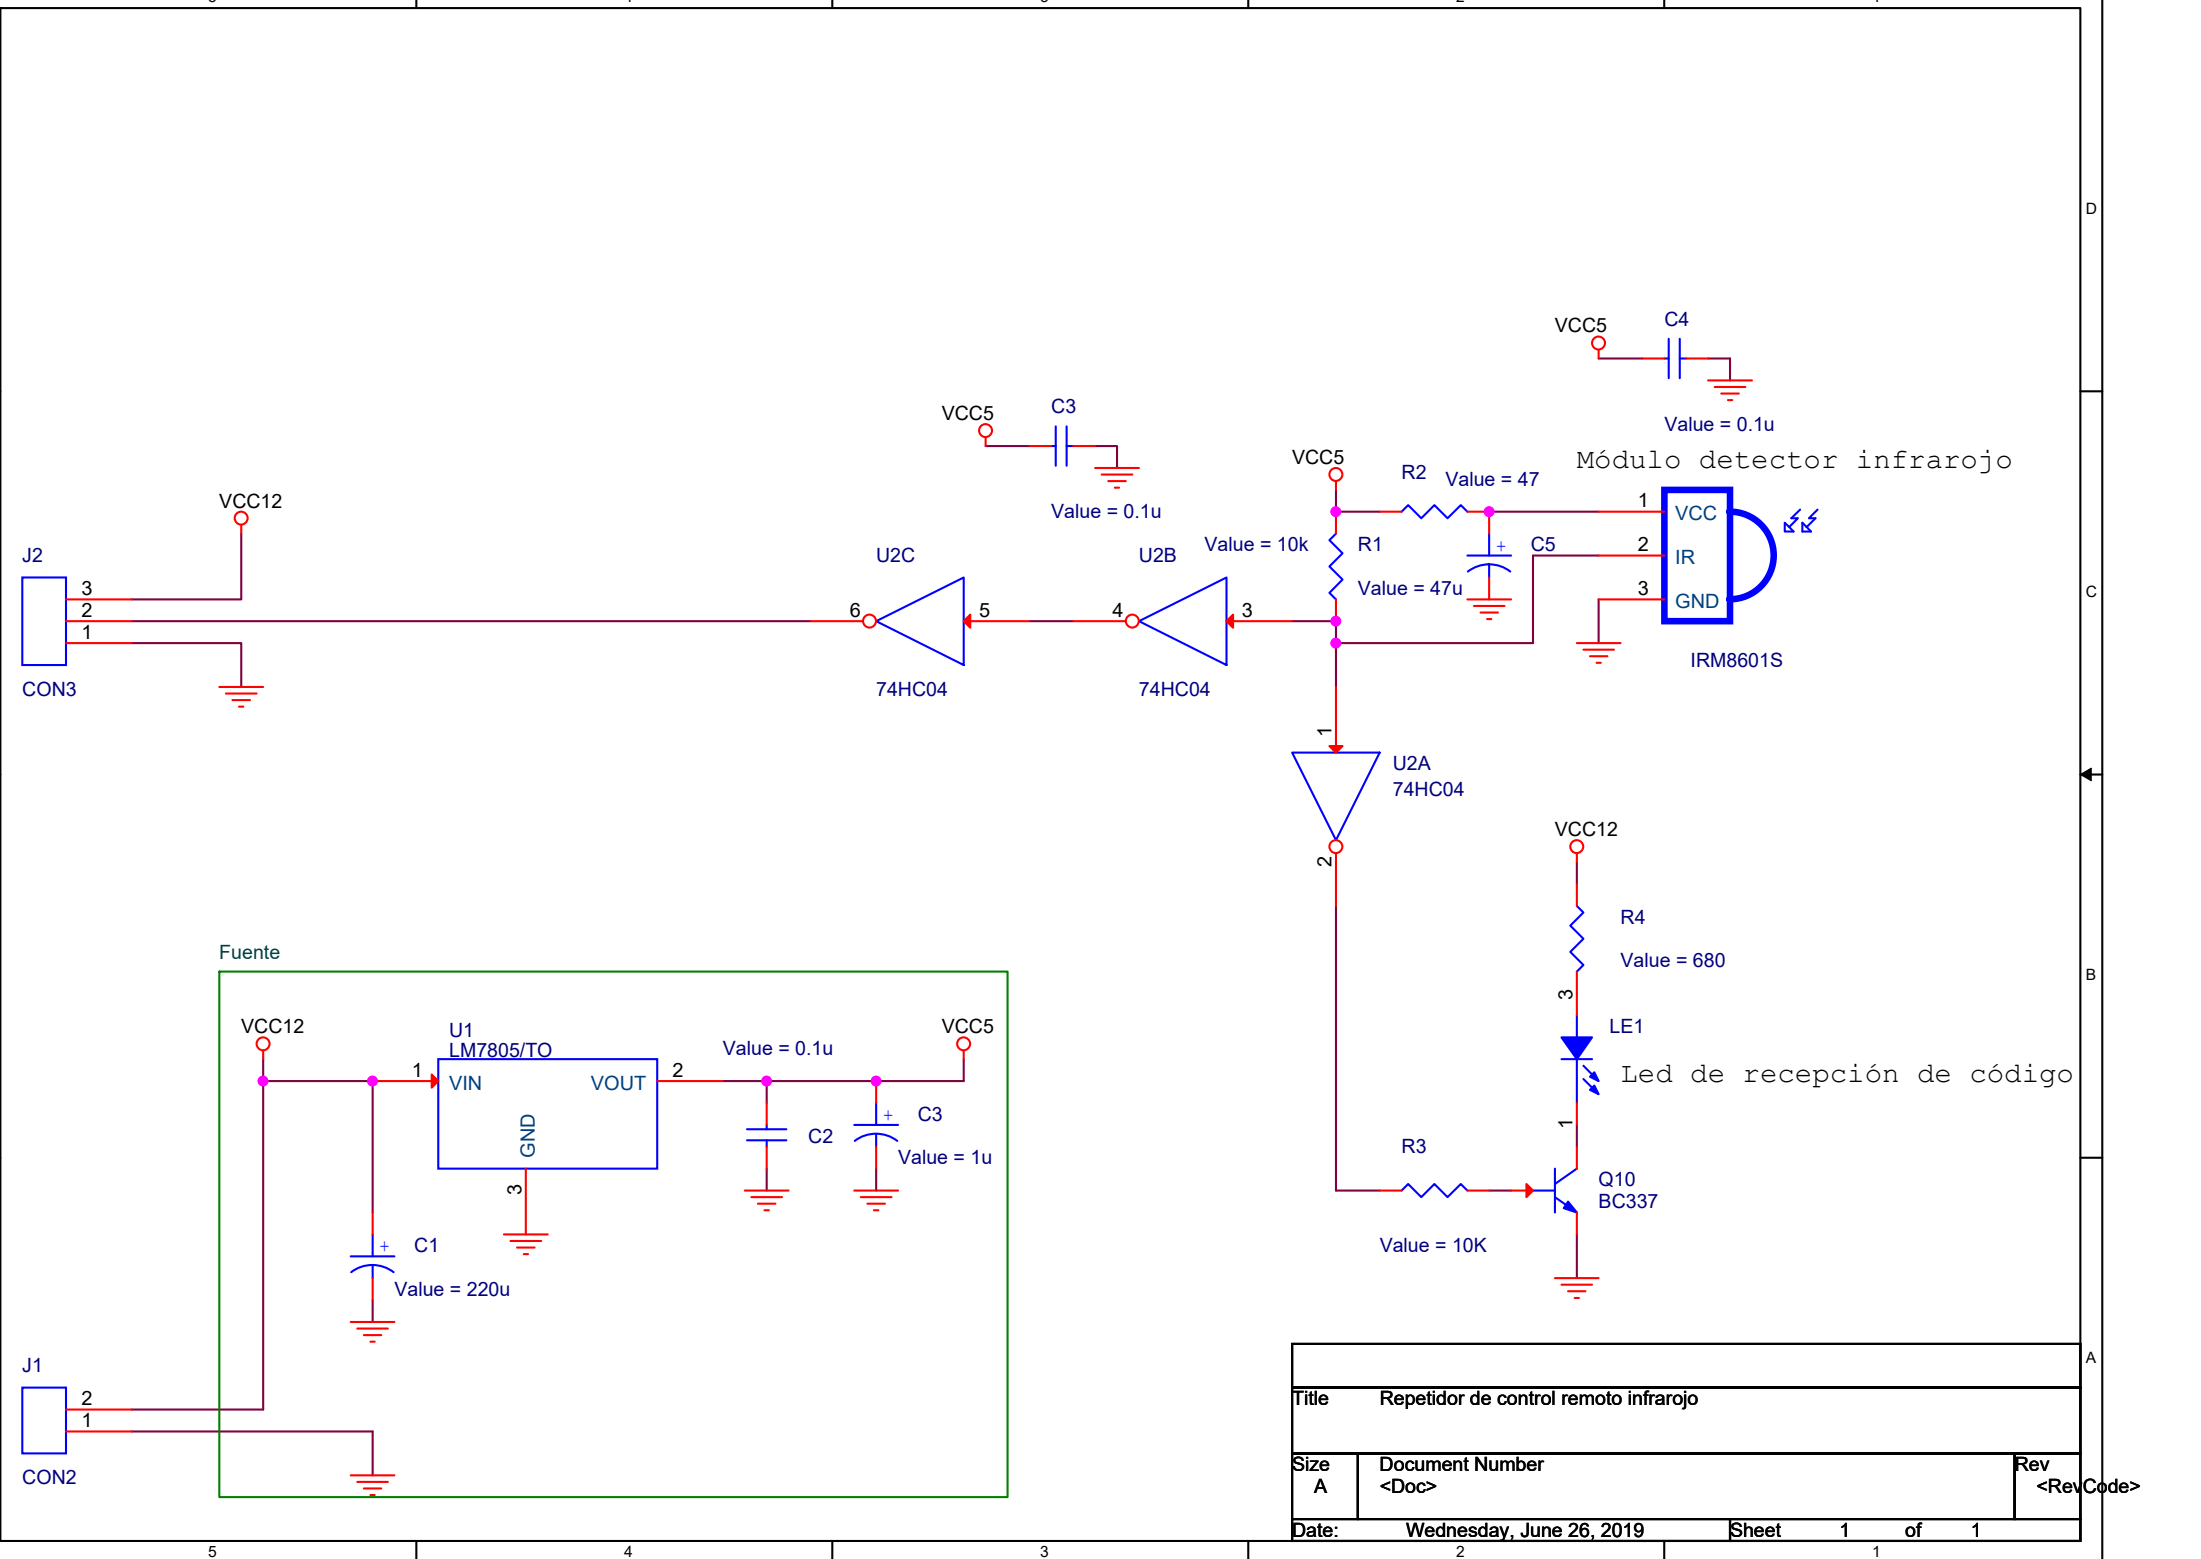 D
VCC5
C4
Value = 0.1u
VCC5
C3
Value = 0.1u
Módulo detector infrarojo
VCC5
R2
Value = 47
1
VCC
2
IR
3
GND
IRM8601S
Value = 10k
R1
C5
+
Value = 47u
VCC12
J2
3
2
1
CON3
U2C
6
5
74HC04
U2B
4
3
74HC04
C
1
U2A
74HC04
2
VCC12
R4
Value = 680
3
LE1
Led de recepción de código
1
R3
Value = 10K
Q10
BC337
B
Fuente
VCC12
U1
LM7805/TO
1
VIN
VOUT
2
GND
3
Value = 0.1u
VCC5
C2
+
C3
Value = 1u
+
C1
Value = 220u
J1
2
1
CON2
A
Title
Repetidor de control remoto infrarojo
Size
Document Number
Rev
A
<Doc>
<RevCode>
Date:
Wednesday, June 26, 2019
Sheet
1
of
1
5
4
3
2
1